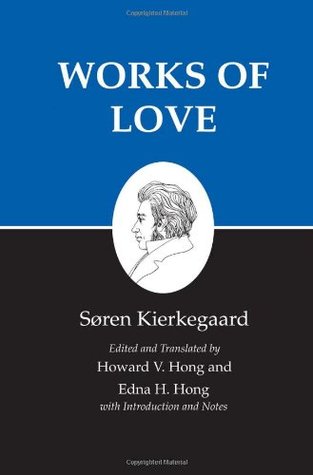 WORKS OF
LOVE
Søren Kierkegaard
Edited and Translated by
Howard V. Hong and
Edna H. Hong
with Introduction and Notes